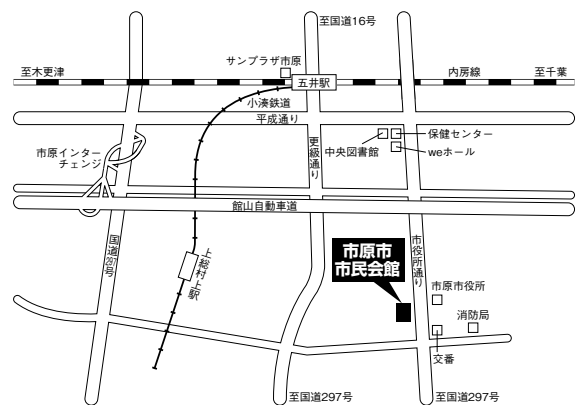 至国道16号
サンプラザ市原
至木更津
五井駅
内房線
至千葉
小湊鉄道
平成通り
保健センター
中央図書館
weホール
更級通り
市原インター
チェンジ
館山自動車道
国道297号
上総村上駅
市役所通り
市原市
市民会館
市原市役所
消防局
交番
至国道297号
至国道297号